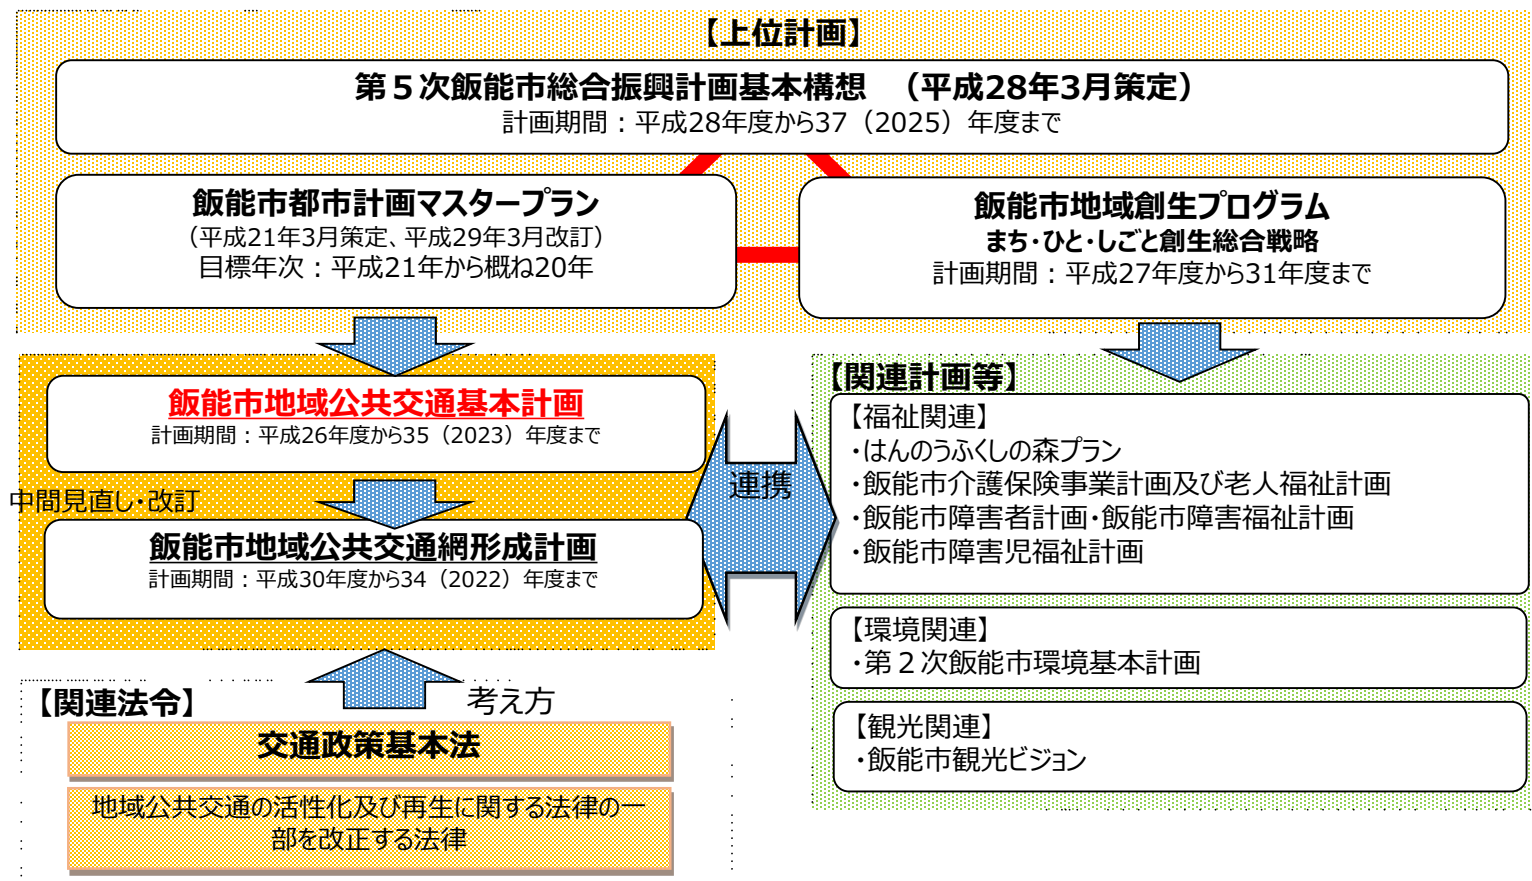 【上位計画】
第５次飯能市総合振興計画基本構想　（平成28年3月策定）
計画期間：平成28年度から37（2025）年度まで
飯能市都市計画マスタープラン
（平成21年3月策定、平成29年3月改訂）
目標年次：平成21年から概ね20年
飯能市地域創生プログラム
まち・ひと・しごと創生総合戦略
計画期間：平成27年度から31年度まで
飯能市地域公共交通基本計画
計画期間：平成26年度から35（2023）年度まで
中間見直し・改訂
飯能市地域公共交通網形成計画
計画期間：平成30年度から34（2022）年度まで
連携
【関連計画等】
【福祉関連】
・はんのうふくしの森プラン
・飯能市介護保険事業計画及び老人福祉計画
・飯能市障害者計画・飯能市障害福祉計画
・飯能市障害児福祉計画
【環境関連】
・第２次飯能市環境基本計画
【観光関連】
・飯能市観光ビジョン
考え方
【関連法令】
交通政策基本法
地域公共交通の活性化及び再生に関する法律の一
部を改正する法律